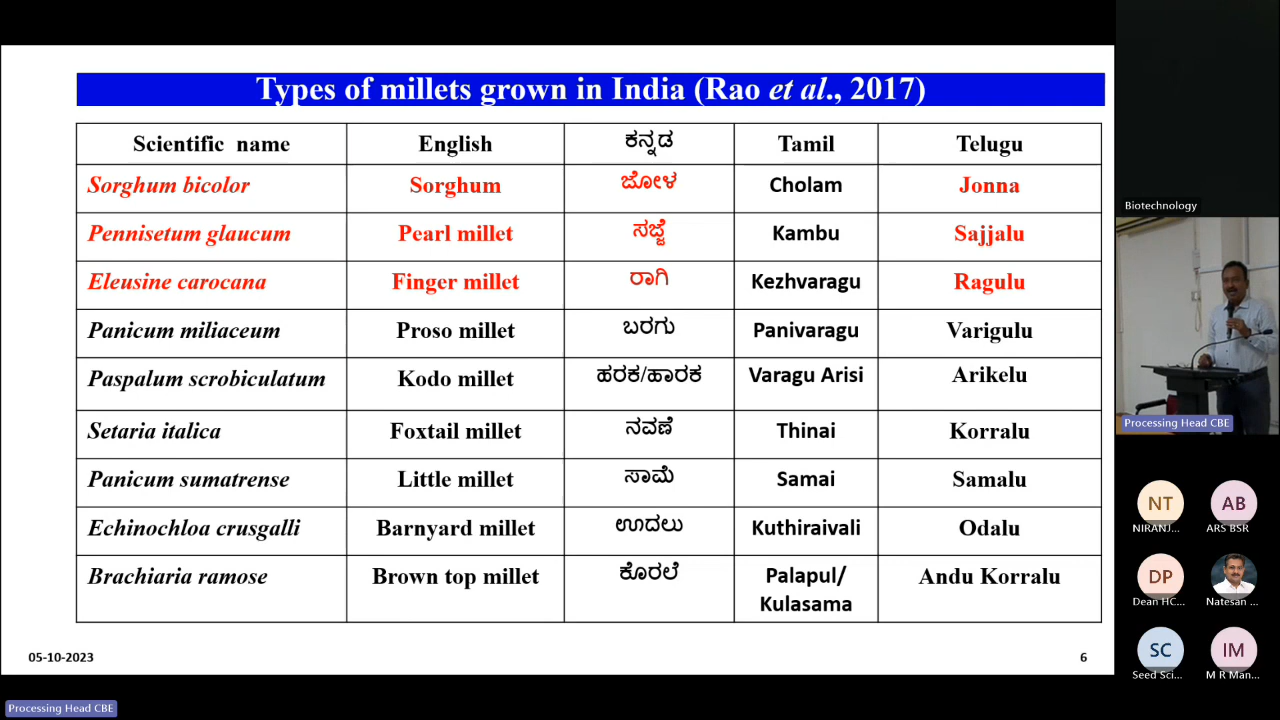 Types of millets grown in India (Rao et al., 2017)
Scientific name English ಕನ್ನಡ Tamil Telugu
Sorghum bicolor Sorghum ಜೋಳ Cholam Jonna
Pennisetum glaucum Pearl millet ಸಜ್ಜೆ Kambu Sajjalu
Eleusine carocana Finger millet ರಾಗಿ Kezhvaragu Ragulu
Panicum miliaceum Proso millet ಬರಗು Panivaragu Varigulu
Paspalum scrobiculatum Kodo millet ಹರಕ/ಹಾರಕ Varagu Arisi Arikelu
Setaria italica Foxtail millet ನವಣೆ Thinai Korralu
Panicum sumatrense Little millet ಸಾಮೆ Samai Samalu
Echinochloa crusgalli Barnyard millet ಊದಲು Kuthiraivali Odalu
Brachiaria ramose Brown top millet ಕೊರಲೆ Palapul/ Andu Korralu
Kulasama
05-10-2023 6
Processing Head CBE
Biotechnology
Processing Head CBE
NT AB
NIRANJ... ARS BSR
DP
Dean HC... Natesan ...
SC IM
Seed Sci... M R Man...